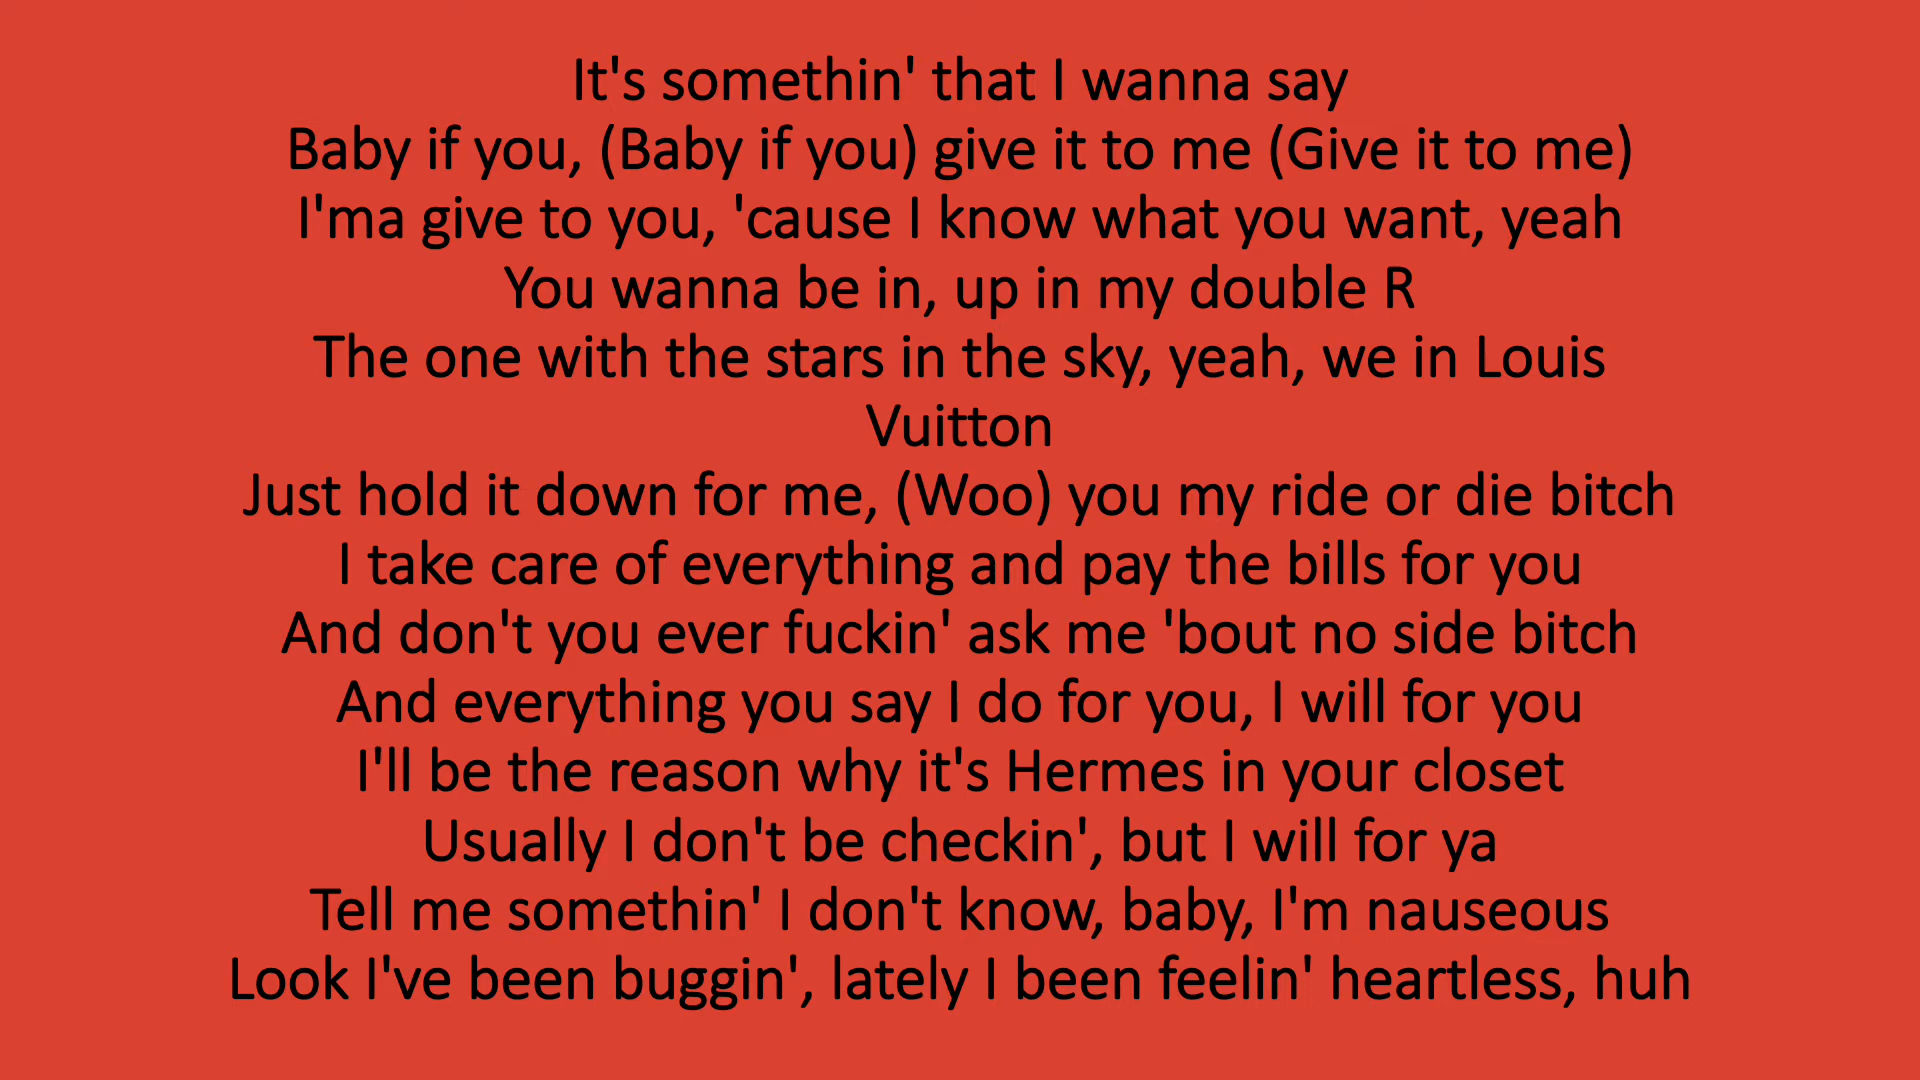 It's somethin' that I wanna say
Baby if you, (Baby if you) give it to me (Give it to me)
I'ma give to you, 'cause I know what you want, yeah
You wanna be in, up in my double R
The one with the stars in the sky, yeah, we in Louis
Vuitton
Just hold it down for me, (Woo) you my ride or die bitch
I take care of everything and pay the bills for you
And don't you ever fuckin' ask me 'bout no side bitch
And everything you say I do for you, I will for you
I'll be the reason why it's Hermes in your closet
Usually I don't be checkin', but I will for ya
Tell me somethin' I don't know, baby, I'm nauseous
Look I've been buggin', lately I been feelin' heartless, huh